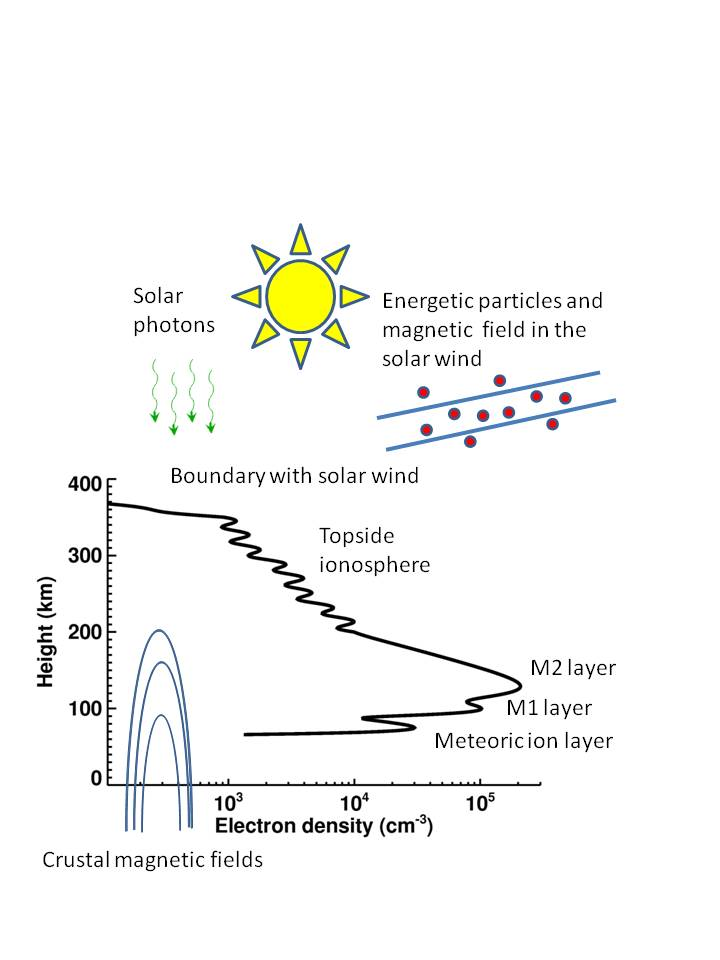 Solar
photons
Energetic particles and
magnetic field in the
solar wind
Boundary with solar wind
400
Topside
ionosphere
300
Height (km)
200
M2 layer
100
M1 layer
Meteoric ion layer
0
10³ 10⁴ 10⁵
Electron density (cm⁻³)
Crustal magnetic fields